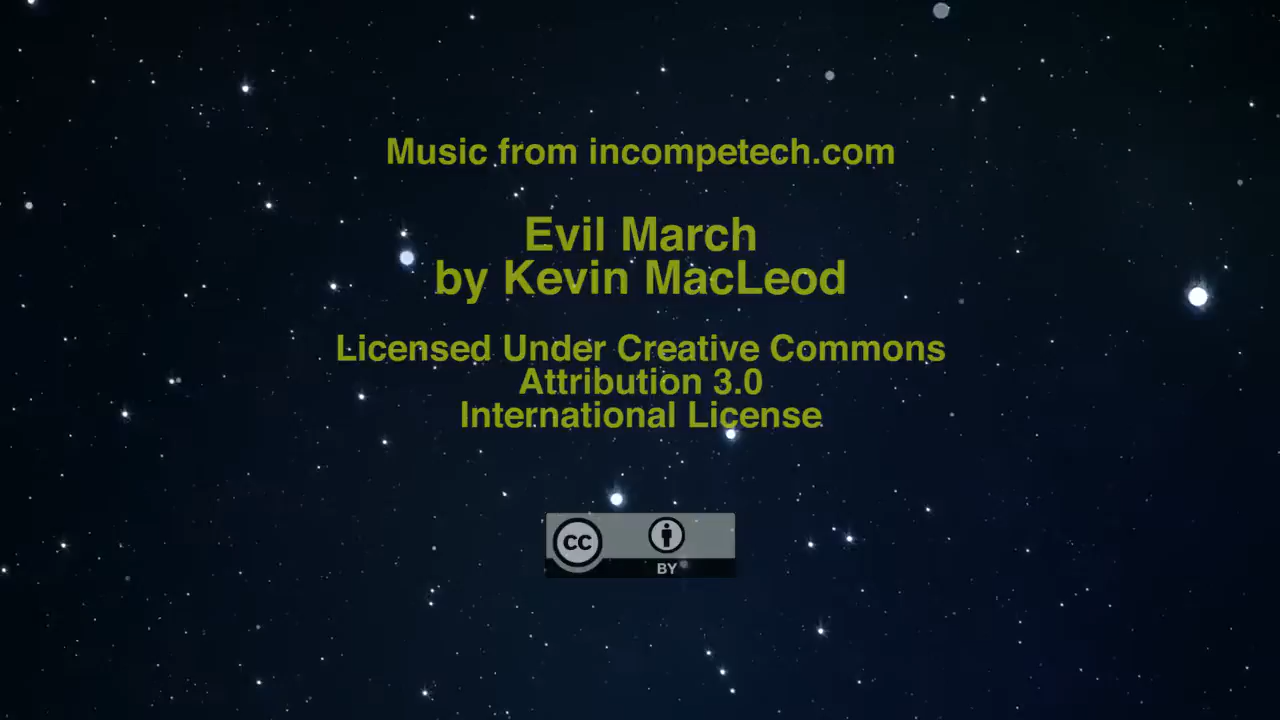 Music from incompetech.com
Evil March
by Kevin MacLeod
Licensed Under Creative Commons
Attribution 3.0
International License
CC
BY